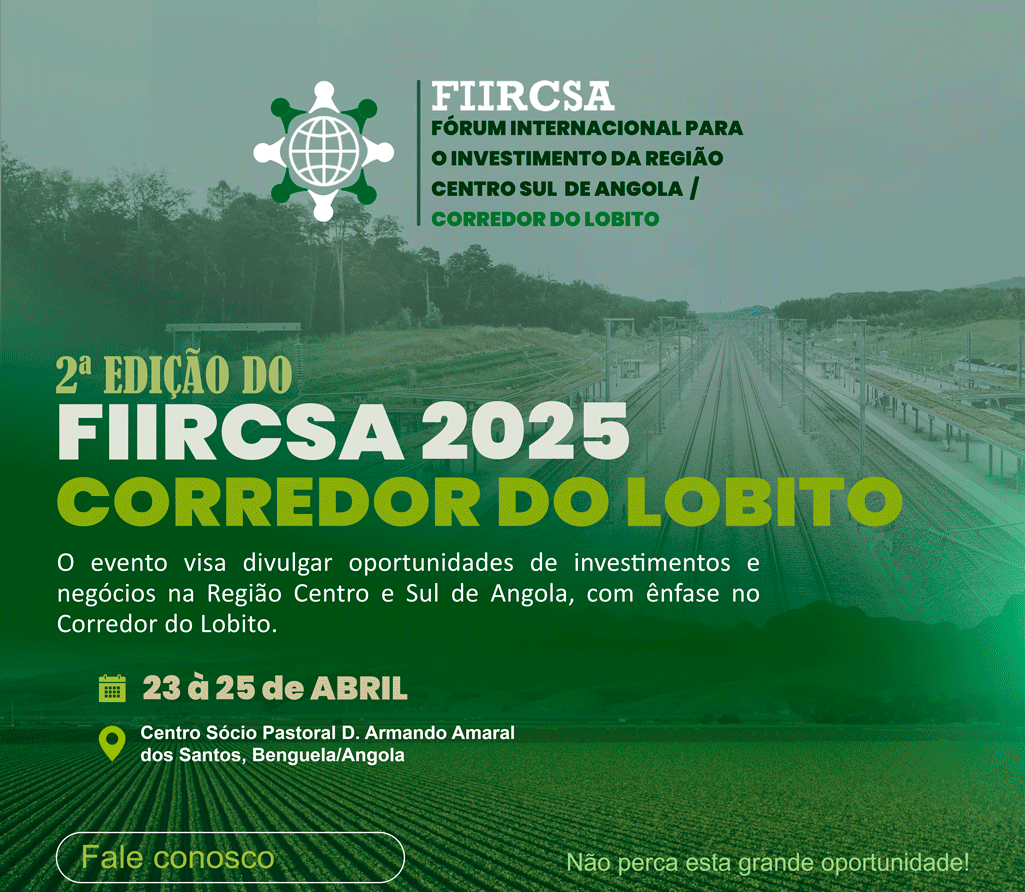 FIIRCSA
FÓRUM INTERNACIONAL PARA
O INVESTIMENTO DA REGIÃO
CENTRO SUL DE ANGOLA /
CORREDOR DO LOBITO
2ª EDIÇÃO DO
FIIRCSA 2025
CORREDOR DO LOBITO
O evento visa divulgar oportunidades de investimentos e
negócios na Região Centro e Sul de Angola, com ênfase no
Corredor do Lobito.
23 à 25 de ABRIL
Centro Sócio Pastoral D. Armando Amaral
dos Santos, Benguela/Angola
Fale conosco
Não perca esta grande oportunidade!